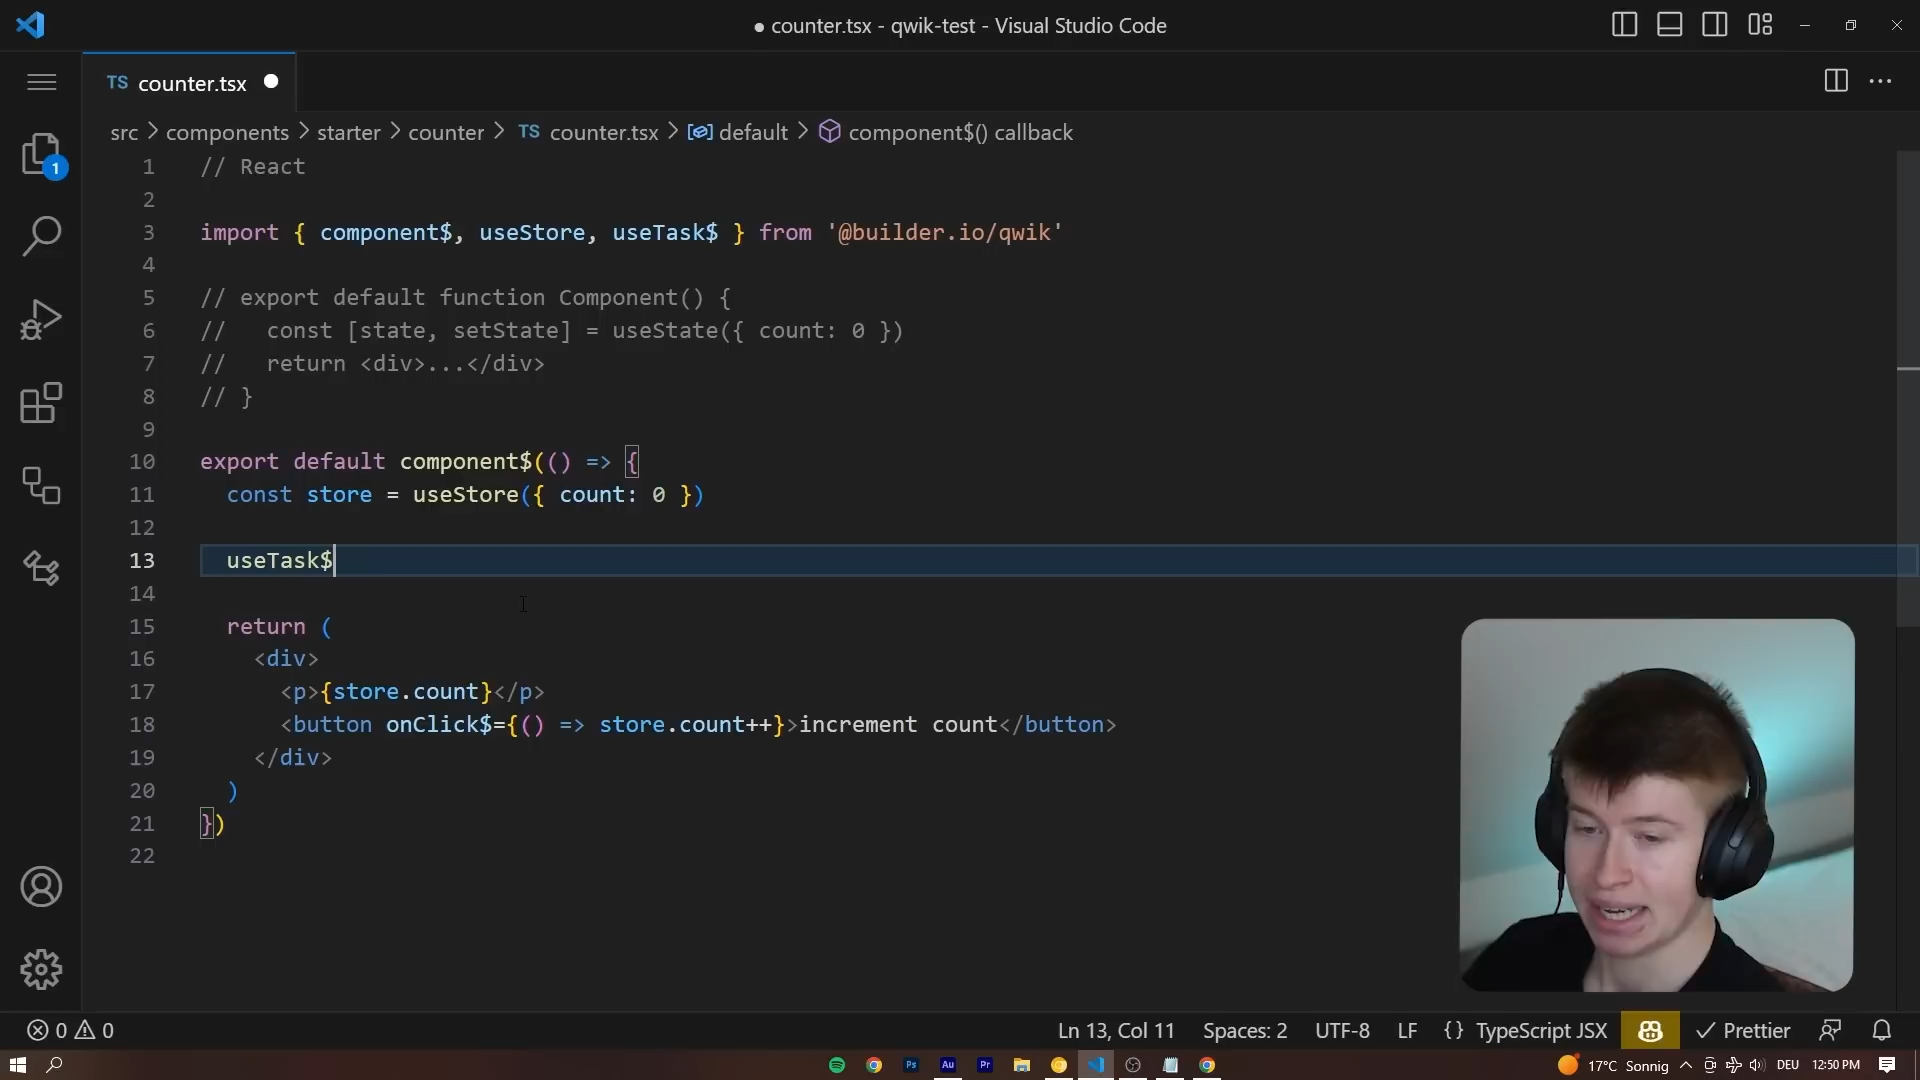 ● counter.tsx - qwik-test - Visual Studio Code
TS counter.tsx ●
src > components > starter > counter > TS counter.tsx > default > component$() callback
1
1 // React
2
3 import { component$, useStore, useTask$ } from '@builder.io/qwik'
4
5 // export default function Component() {
6 //   const [state, setState] = useState({ count: 0 })
7 //   return <div>...</div>
8 // }
9
10 export default component$(() => {
11   const store = useStore({ count: 0 })
12
13   useTask$
14
15   return (
16     <div>
17       <p>{store.count}</p>
18       <button onClick$={() => store.count++}>increment count</button>
19     </div>
20   )
21 })
22
0 0 Ln 13, Col 11 Spaces: 2 UTF-8 LF {} TypeScript JSX Prettier
Ps Au Pr 17°C Sonnig DEU 12:50 PM